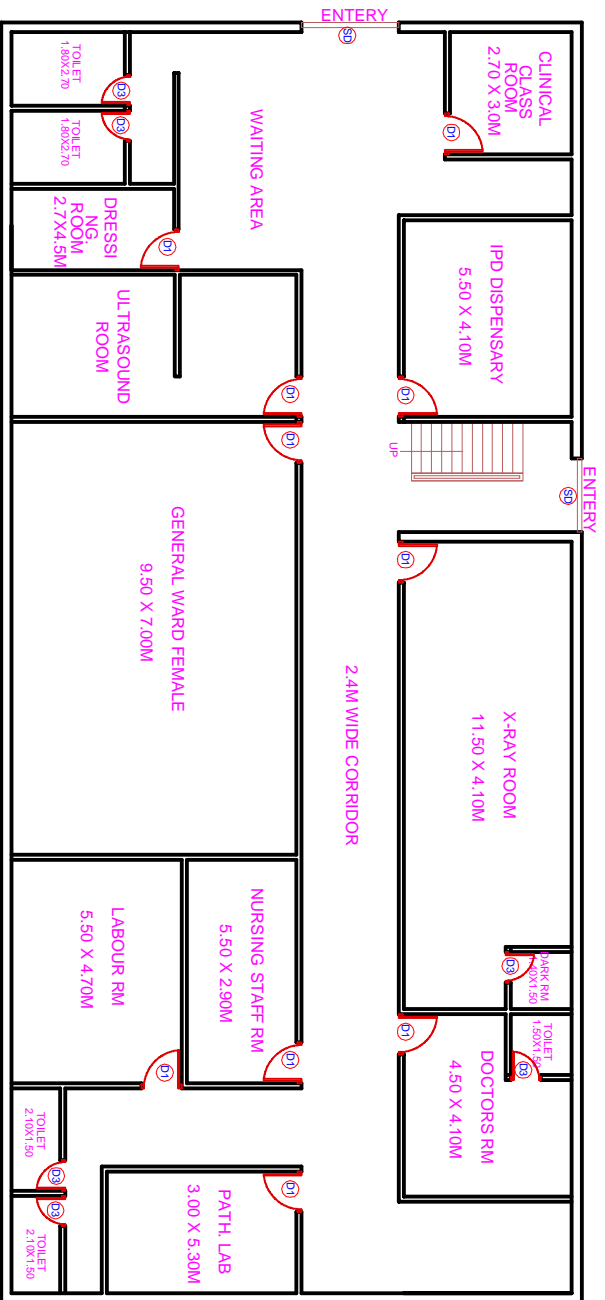 ENTERY
SD
CLINICAL
CLASS
ROOM
2.70 X 3.0M
D1
TOILET
1.80X2.70
D3
D3
TOILET
1.80X2.70
WAITING AREA
DRESSI
NG.
ROOM
2.7X4.5M
D1
IPD DISPENSARY
5.50 X 4.10M
D1
ULTRASOUND
ROOM
D1
D1
UP
ENTERY
SD
D1
GENERAL WARD FEMALE
9.50 X 7.00M
2.4M WIDE CORRIDOR
X-RAY ROOM
11.50 X 4.10M
DARK RM
D3
TOILET
1.50X1.50
D3
D1
DOCTORS RM
4.50 X 4.10M
NURSING STAFF RM
5.50 X 2.90M
D1
LABOUR RM
5.50 X 4.70M
D1
TOILET
2.10X1.50
D3
D3
TOILET
2.10X1.50
PATH. LAB
3.00 X 5.30M
D1